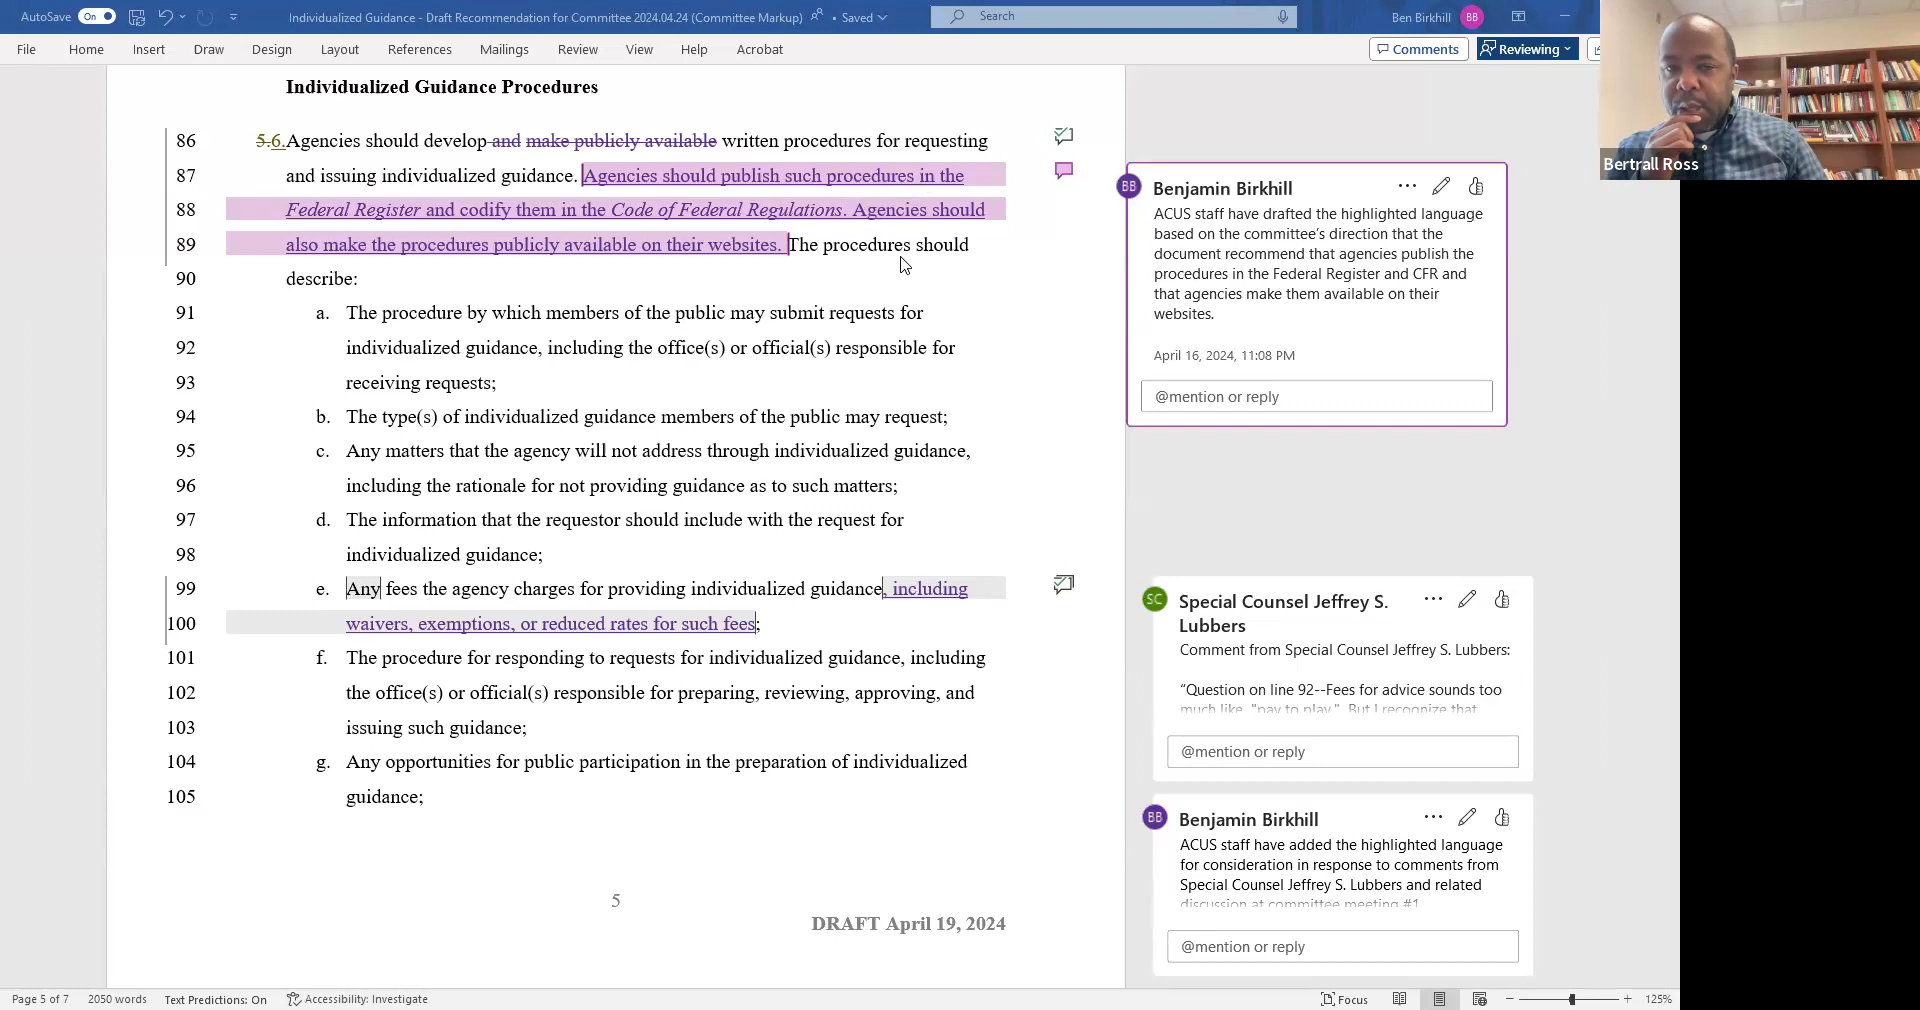 AutoSave On Individualized Guidance - Draft Recommendation for Committee 2024.04.24 (Committee Markup) • Saved Search Ben Birkhill BB
File Home Insert Draw Design Layout References Mailings Review View Help Acrobat Comments Reviewing
Individualized Guidance Procedures
86 5.6. Agencies should develop and make publicly available written procedures for requesting
87 and issuing individualized guidance. Agencies should publish such procedures in the
88 Federal Register and codify them in the Code of Federal Regulations. Agencies should
89 also make the procedures publicly available on their websites. The procedures should
90 describe:
91 a. The procedure by which members of the public may submit requests for
92 individualized guidance, including the office(s) or official(s) responsible for
93 receiving requests;
94 b. The type(s) of individualized guidance members of the public may request;
95 c. Any matters that the agency will not address through individualized guidance,
96 including the rationale for not providing guidance as to such matters;
97 d. The information that the requestor should include with the request for
98 individualized guidance;
99 e. Any fees the agency charges for providing individualized guidance, including
100 waivers, exemptions, or reduced rates for such fees;
101 f. The procedure for responding to requests for individualized guidance, including
102 the office(s) or official(s) responsible for preparing, reviewing, approving, and
103 issuing such guidance;
104 g. Any opportunities for public participation in the preparation of individualized
105 guidance;
5
DRAFT April 19, 2024
BB Benjamin Birkhill
ACUS staff have drafted the highlighted language
based on the committee's direction that the
document recommend that agencies publish the
procedures in the Federal Register and CFR and
that agencies make them available on their
websites.
April 16, 2024, 11:08 PM
@mention or reply
SC Special Counsel Jeffrey S.
Lubbers
Comment from Special Counsel Jeffrey S. Lubbers:
"Question on line 92--Fees for advice sounds too
much like, "pay to play." But I recognize that
@mention or reply
BB Benjamin Birkhill
ACUS staff have added the highlighted language
for consideration in response to comments from
Special Counsel Jeffrey S. Lubbers and related
discussion at committee meeting #1.
@mention or reply
Bertrall Ross
Page 5 of 7 2050 words Text Predictions: On Accessibility: Investigate Focus 125%